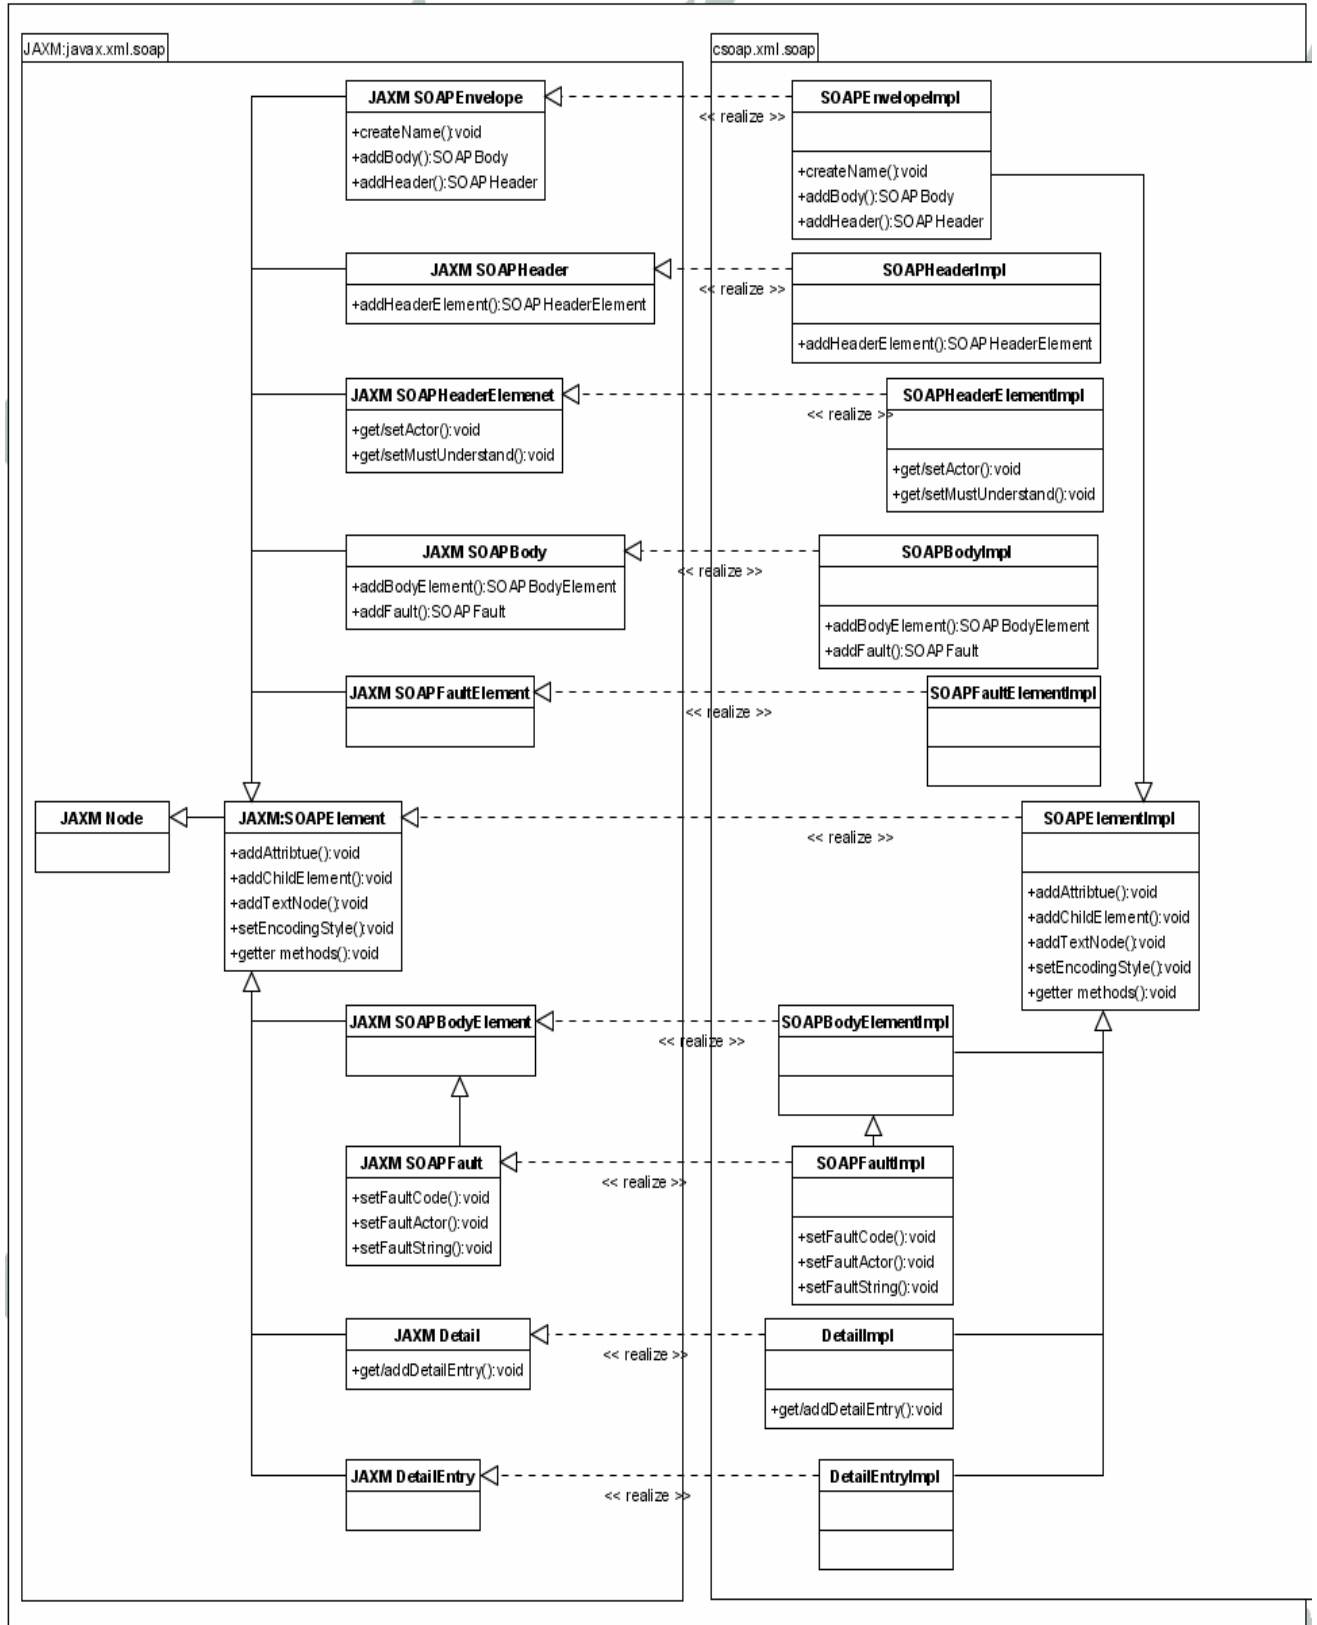 JAXM:javax.xml.soap
csoap.xml.soap
JAXM SOAPEnvelope
+createName():void
+addBody():SOAPBody
+addHeader():SOAPHeader
<< realize >>
SOAPEnvelopeImpl
+createName():void
+addBody():SOAPBody
+addHeader():SOAPHeader
JAXM SOAPHeader
+addHeaderElement():SOAPHeaderElement
<< realize >>
SOAPHeaderImpl
+addHeaderElement():SOAPHeaderElement
JAXM SOAPHeaderElemenet
+get/setActor():void
+get/setMustUnderstand():void
<< realize >>
SOAPHeaderElementImpl
+get/setActor():void
+get/setMustUnderstand():void
JAXM SOAPBody
+addBodyElement():SOAPBodyElement
+addFault():SOAPFault
<< realize >>
SOAPBodyImpl
+addBodyElement():SOAPBodyElement
+addFault():SOAPFault
JAXM SOAPFaultElement
<< realize >>
SOAPFaultElementImpl
JAXM Node
JAXM:SOAPElement
+addAttribtue():void
+addChildElement():void
+addTextNode():void
+setEncodingStyle():void
+getter methods():void
<< realize >>
SOAPElementImpl
+addAttribtue():void
+addChildElement():void
+addTextNode():void
+setEncodingStyle():void
+getter methods():void
JAXM SOAPBodyElement
<< realize >>
SOAPBodyElementImpl
JAXM SOAPFault
+setFaultCode():void
+setFaultActor():void
+setFaultString():void
<< realize >>
SOAPFaultImpl
+setFaultCode():void
+setFaultActor():void
+setFaultString():void
JAXM Detail
+get/addDetailEntry():void
<< realize >>
DetailImpl
+get/addDetailEntry():void
JAXM DetailEntry
<< realize >>
DetailEntryImpl